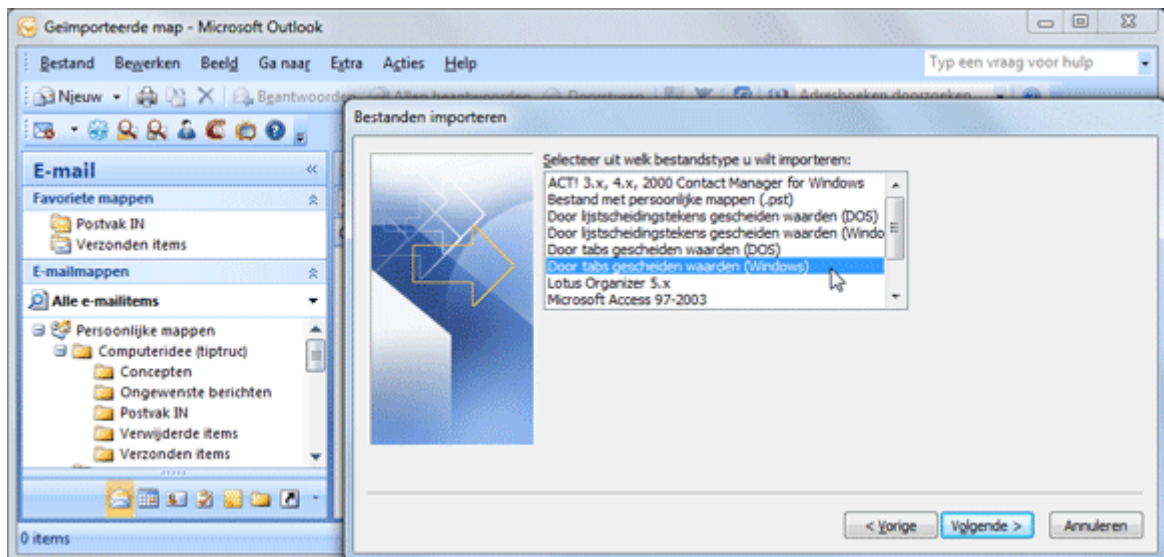 Geïmporteerde map - Microsoft Outlook
Bestand Bewerken Beeld Ga naar Extra Acties Help
Typ een vraag voor hulp
Nieuw Beantwoorden Allen beantwoorden Doorsturen Adresboeken doorzoeken
Bestanden importeren
E-mail
Favoriete mappen
Postvak IN
Verzonden items
E-mailmappen
Alle e-mailitems
Persoonlijke mappen
Computeridee (tiptruc)
Concepten
Ongewenste berichten
Postvak IN
Verwijderde items
Verzonden items
0 items
Selecteer uit welk bestandstype u wilt importeren:
ACT! 3.x, 4.x, 2000 Contact Manager for Windows
Bestand met persoonlijke mappen (.pst)
Door lijstscheidingstekens gescheiden waarden (DOS)
Door lijstscheidingstekens gescheiden waarden (Windo
Door tabs gescheiden waarden (DOS)
Door tabs gescheiden waarden (Windows)
Lotus Organizer 5.x
Microsoft Access 97-2003
< Vorige Volgende > Annuleren